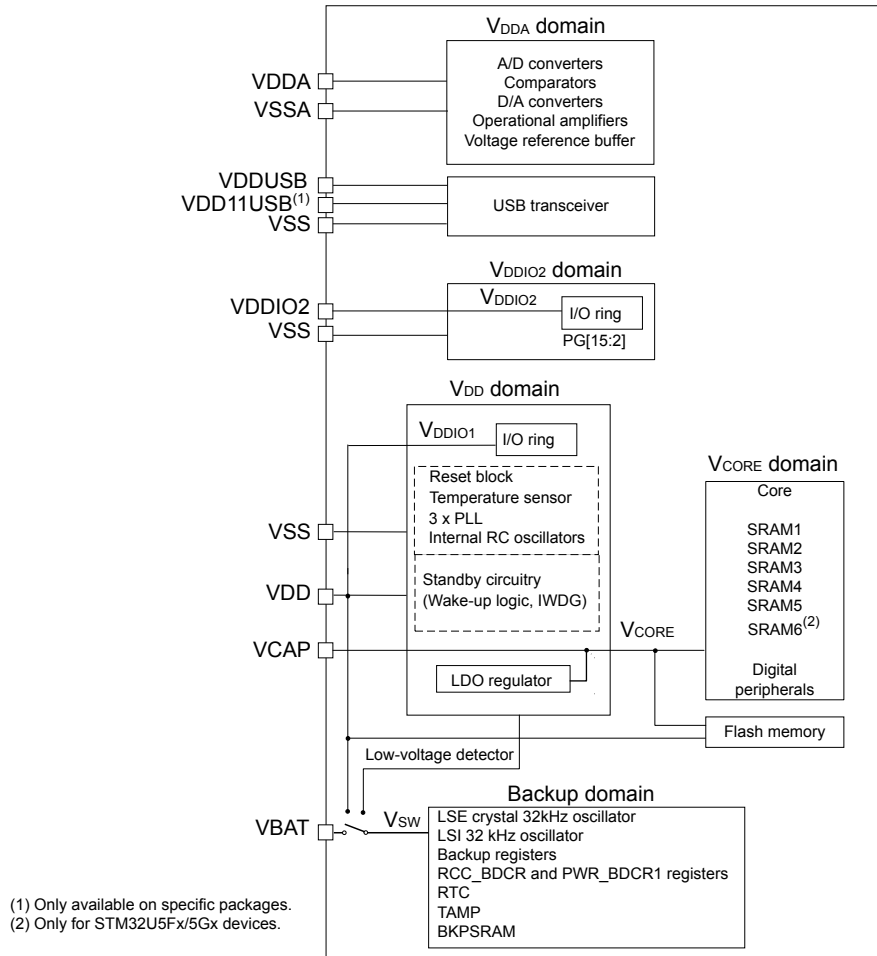 VDDA domain
A/D converters
Comparators
D/A converters
Operational amplifiers
Voltage reference buffer
VDDA
VSSA
VDDUSB
VDD11USB(1)
VSS
USB transceiver
VDDIO2 domain
VDDIO2
VDDIO2
I/O ring
VSS
PG[15:2]
VDD domain
VDDIO1
I/O ring
Reset block
Temperature sensor
3 x PLL
Internal RC oscillators
VSS
Standby circuitry
(Wake-up logic, IWDG)
VDD
VCAP
VCORE
LDO regulator
VCORE domain
Core
SRAM1
SRAM2
SRAM3
SRAM4
SRAM5
SRAM6(2)
Digital
peripherals
Flash memory
Low-voltage detector
Backup domain
VBAT
VSW
LSE crystal 32kHz oscillator
LSI 32 kHz oscillator
Backup registers
RCC_BDCR and PWR_BDCR1 registers
RTC
TAMP
BKPSRAM
(1) Only available on specific packages.
(2) Only for STM32U5Fx/5Gx devices.